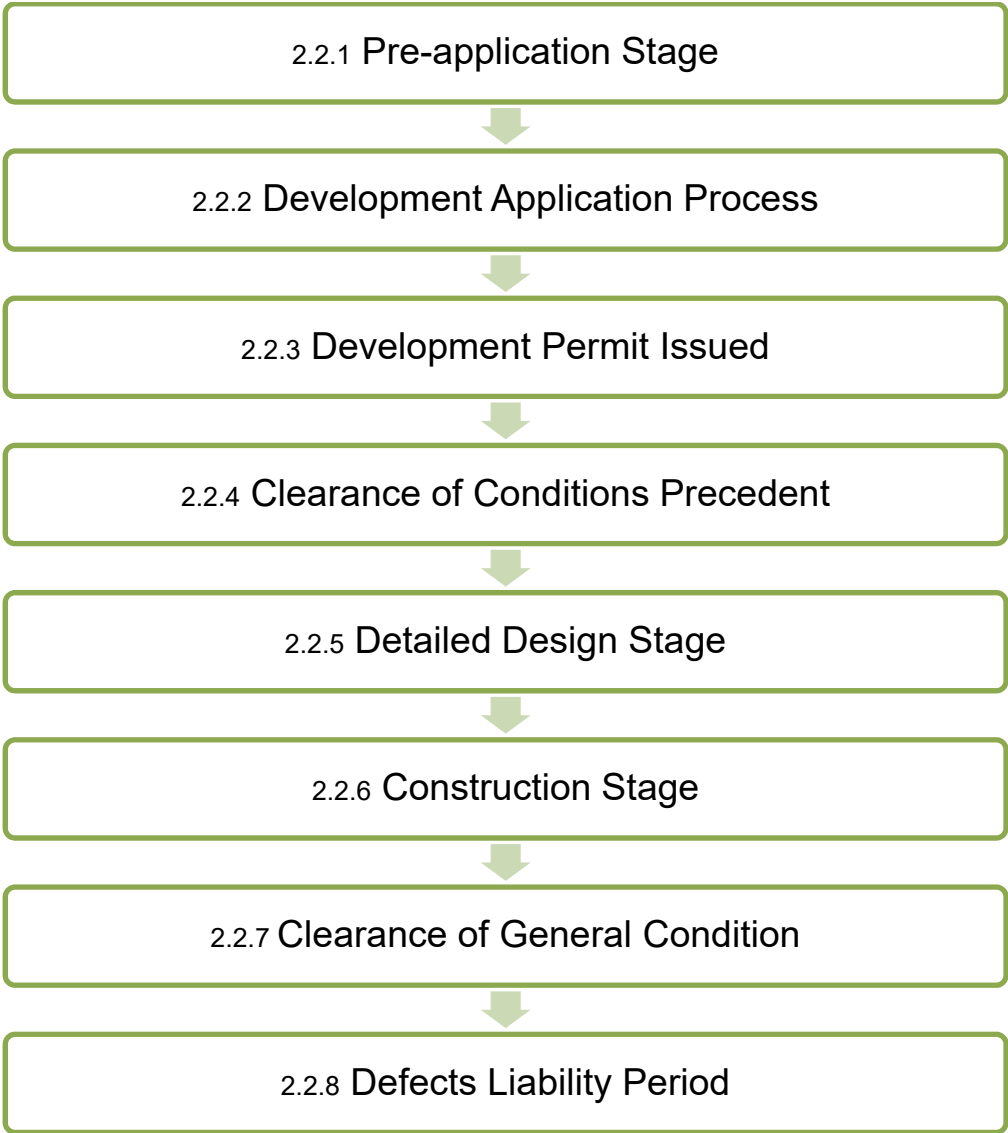 2.2.1 Pre-application Stage
2.2.2 Development Application Process
2.2.3 Development Permit Issued
2.2.4 Clearance of Conditions Precedent
2.2.5 Detailed Design Stage
2.2.6 Construction Stage
2.2.7 Clearance of General Condition
2.2.8 Defects Liability Period